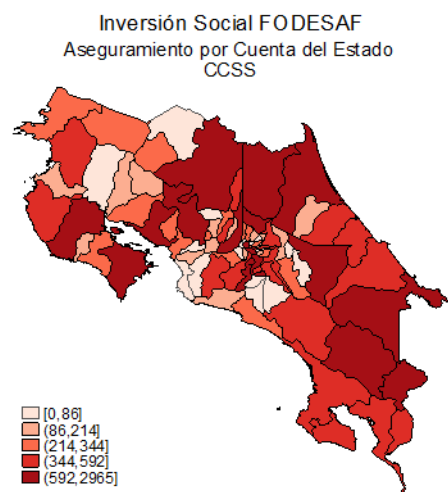 Inversión Social FODESAF
Aseguramiento por Cuenta del Estado
CCSS
[0,86]
(86,214]
(214,344]
(344,592]
(592,2965]